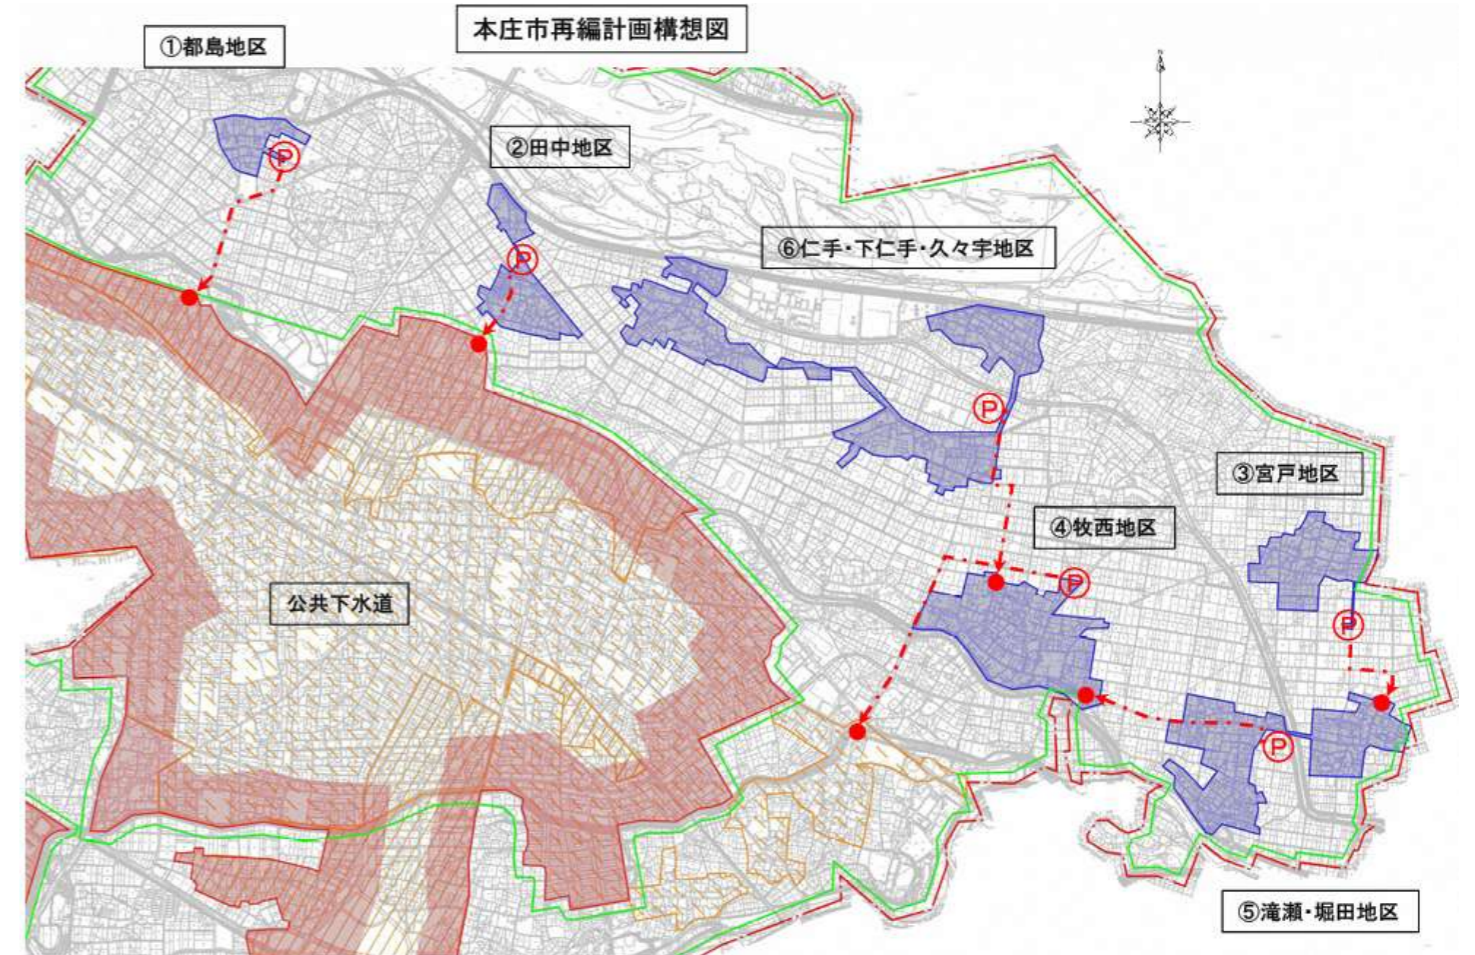 本庄市再編計画構想図
①都島地区
②田中地区
⑥仁手・下仁手・久々宇地区
③宮戸地区
④牧西地区
公共下水道
⑤滝瀬・堀田地区
P
P
P
P
P
P